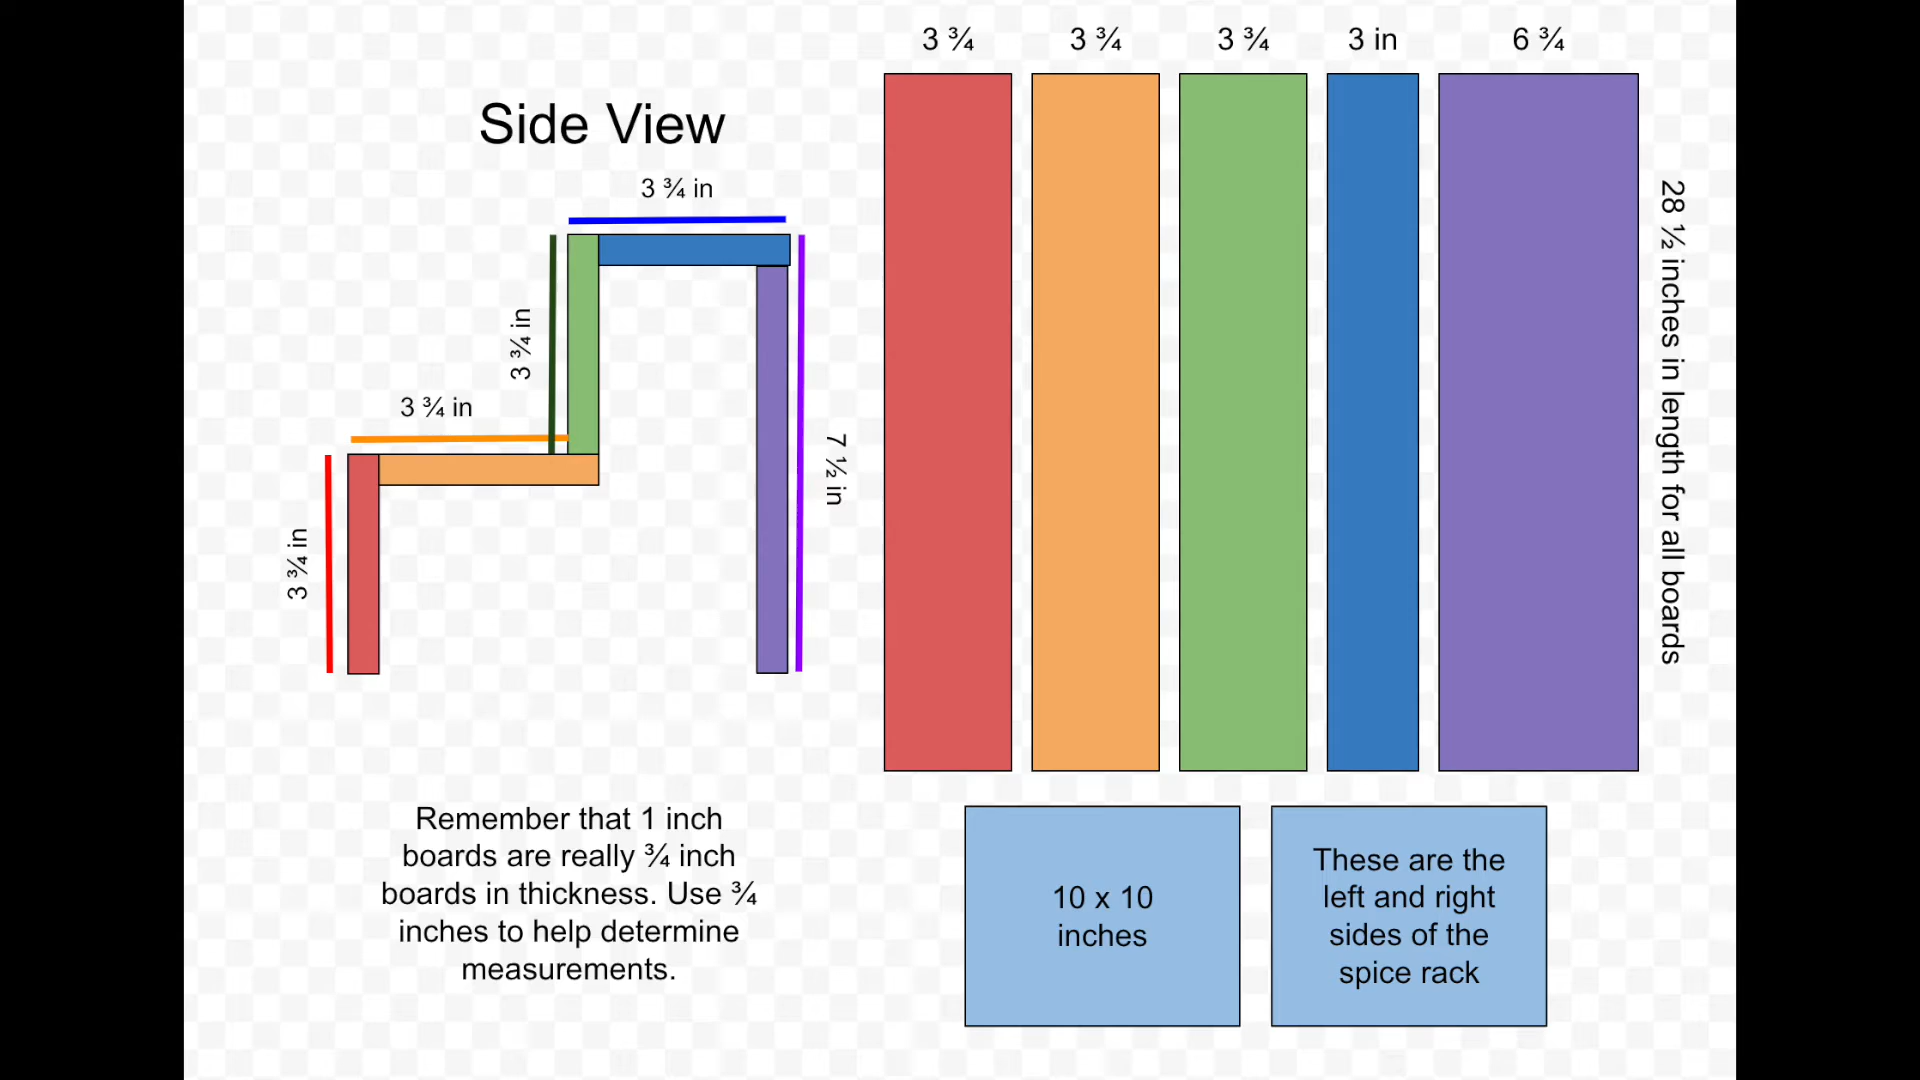 Side View
3 ¾ in
3 ¾ in
3 ¾ in
3 ¾ in
7 ½ in
3 ¾
3 ¾
3 ¾
3 in
6 ¾
28 ½ inches in length for all boards
Remember that 1 inch
boards are really ¾ inch
boards in thickness. Use ¾
inches to help determine
measurements.
10 x 10
inches
These are the
left and right
sides of the
spice rack